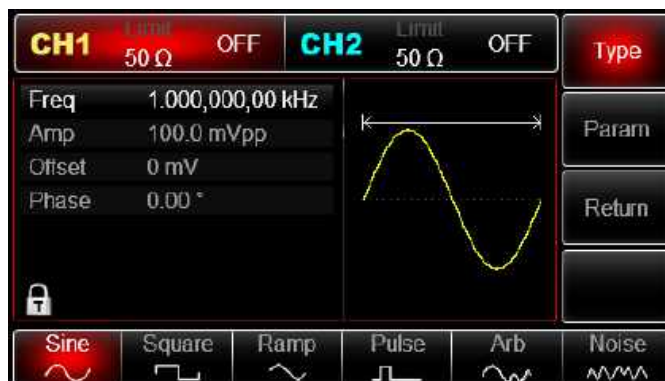 CH1 Limit 50 Ω OFF CH2 Limit 50 Ω OFF
Type
Freq 1.000,000,00 kHz
Amp 100.0 mVpp
Offset 0 mV
Phase 0.00 °
Param
Return
Sine Square Ramp Pulse Arb Noise